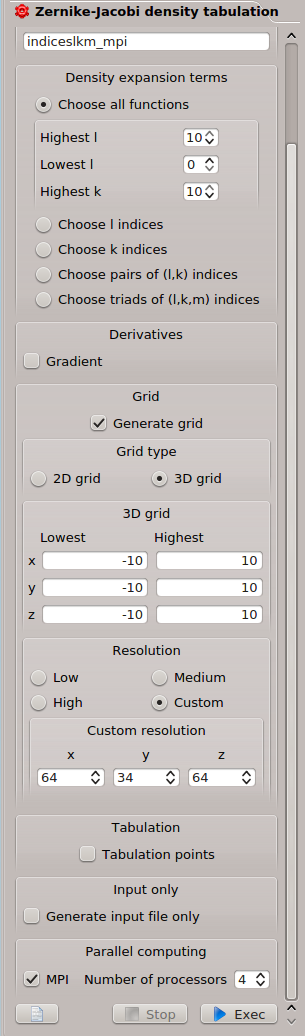 Zernike-Jacobi density tabulation
indiceslkm_mpi
Density expansion terms
Choose all functions
Highest l 10
Lowest l 0
Highest k 10
Choose l indices
Choose k indices
Choose pairs of (l,k) indices
Choose triads of (l,k,m) indices
Derivatives
Gradient
Grid
Generate grid
Grid type
2D grid 3D grid
3D grid
Lowest Highest
x -10 10
y -10 10
z -10 10
Resolution
Low Medium
High Custom
Custom resolution
x y z
64 34 64
Tabulation
Tabulation points
Input only
Generate input file only
Parallel computing
MPI Number of processors 4
Stop Exec